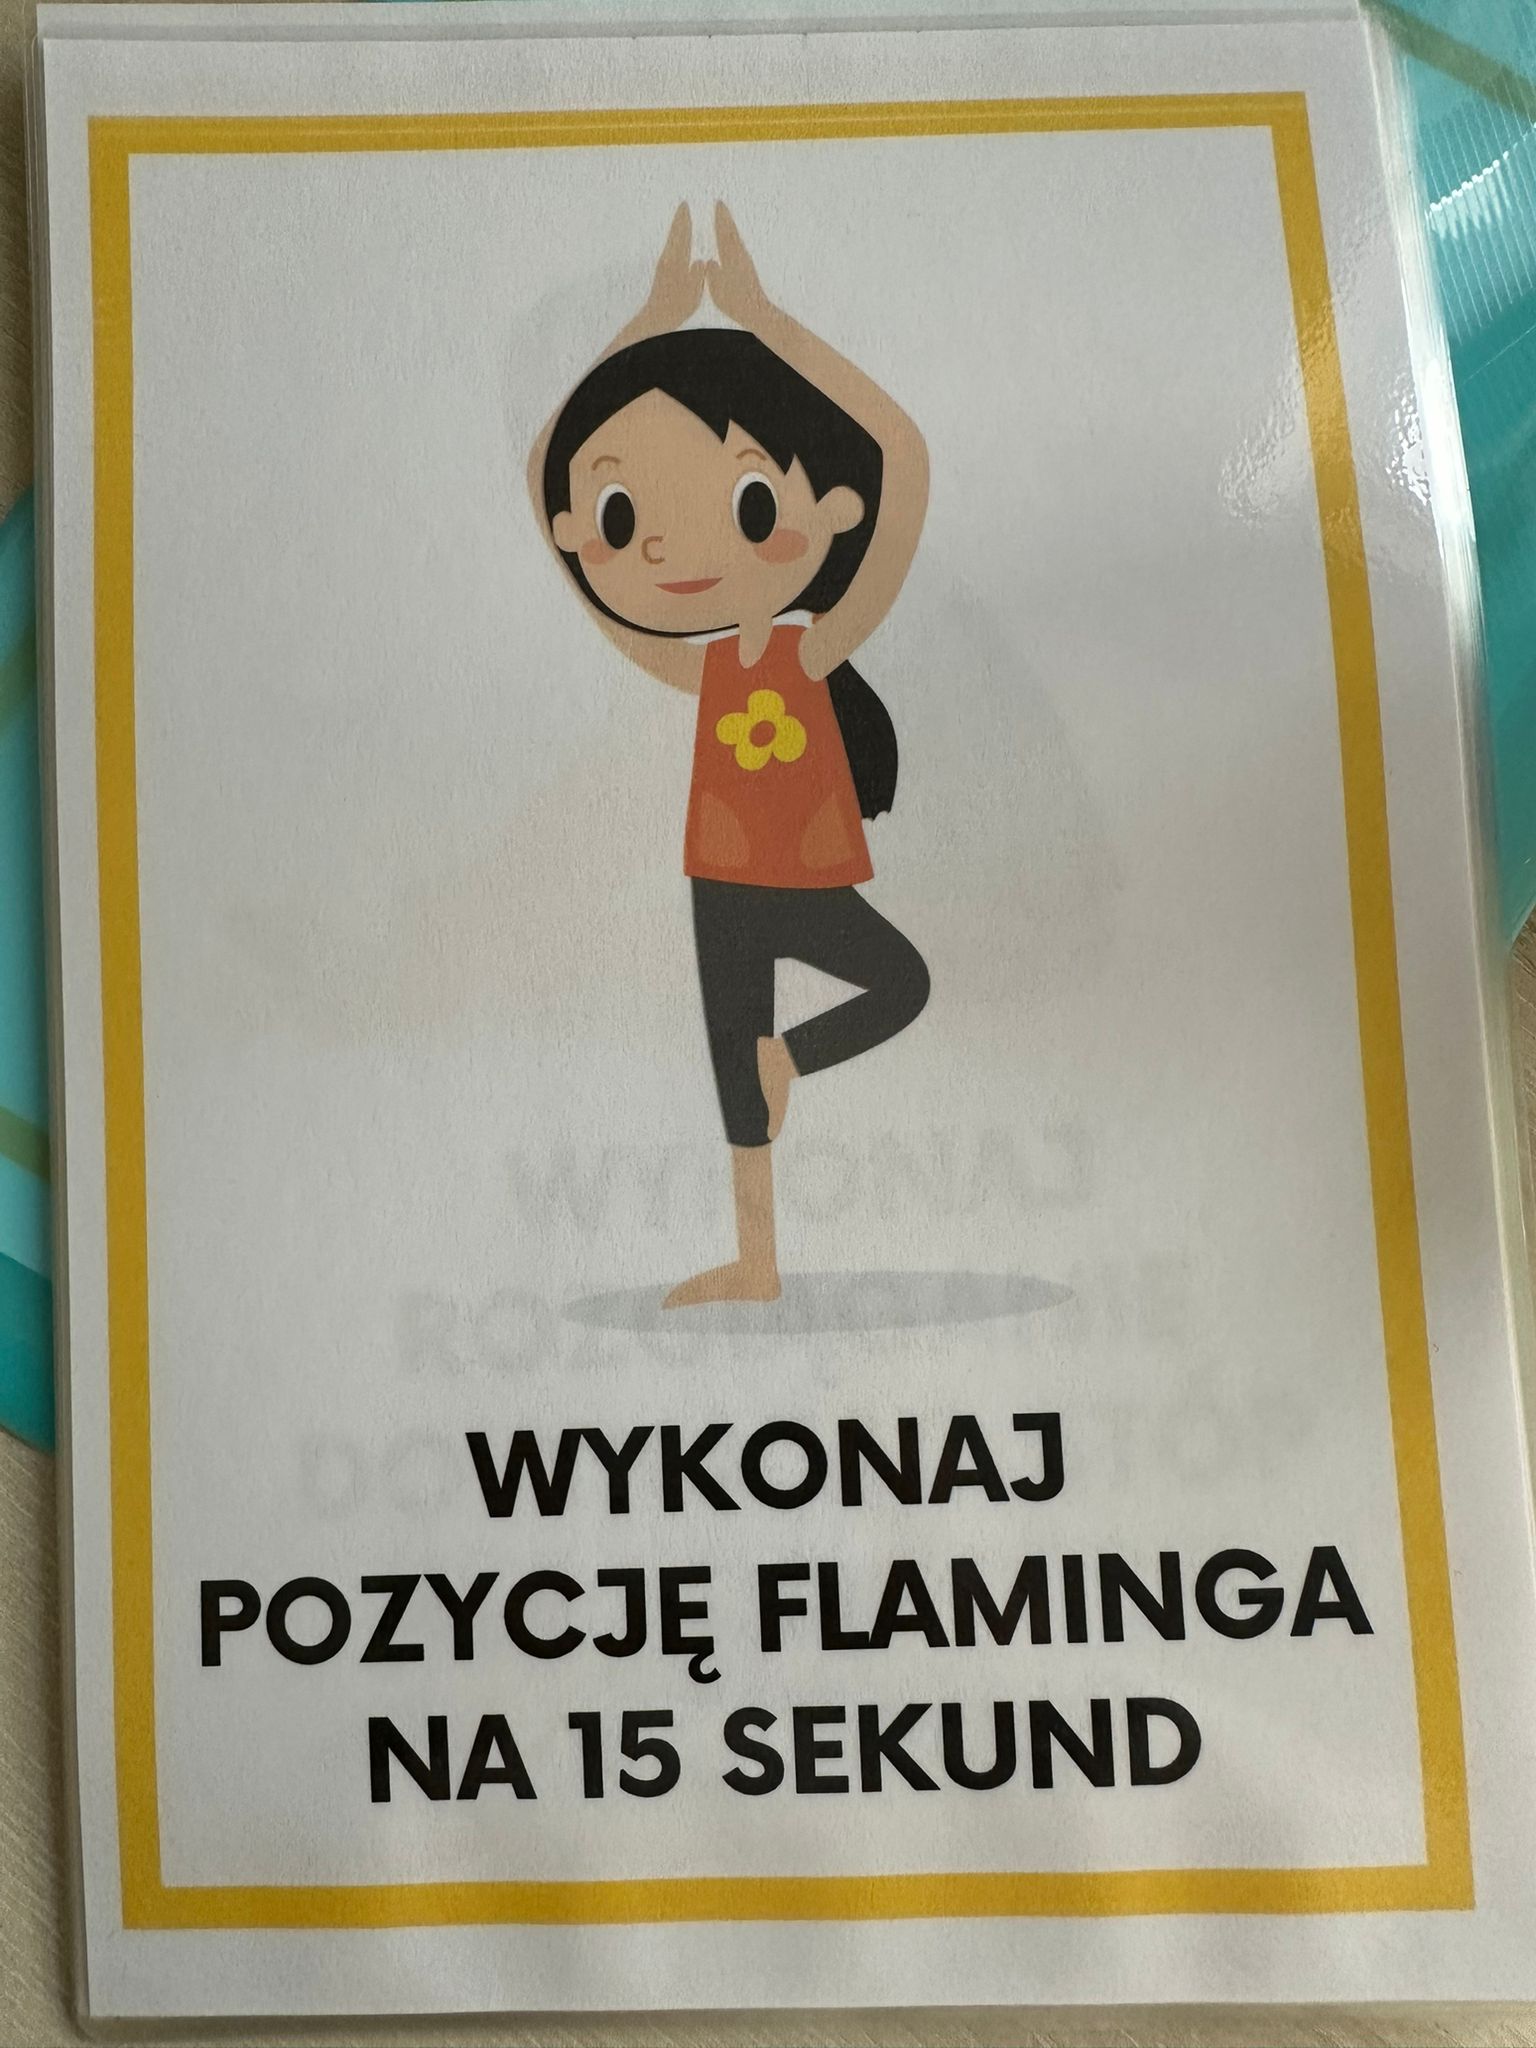 WYKONAJ
POZYCJĘ FLAMINGA
NA 15 SEKUND